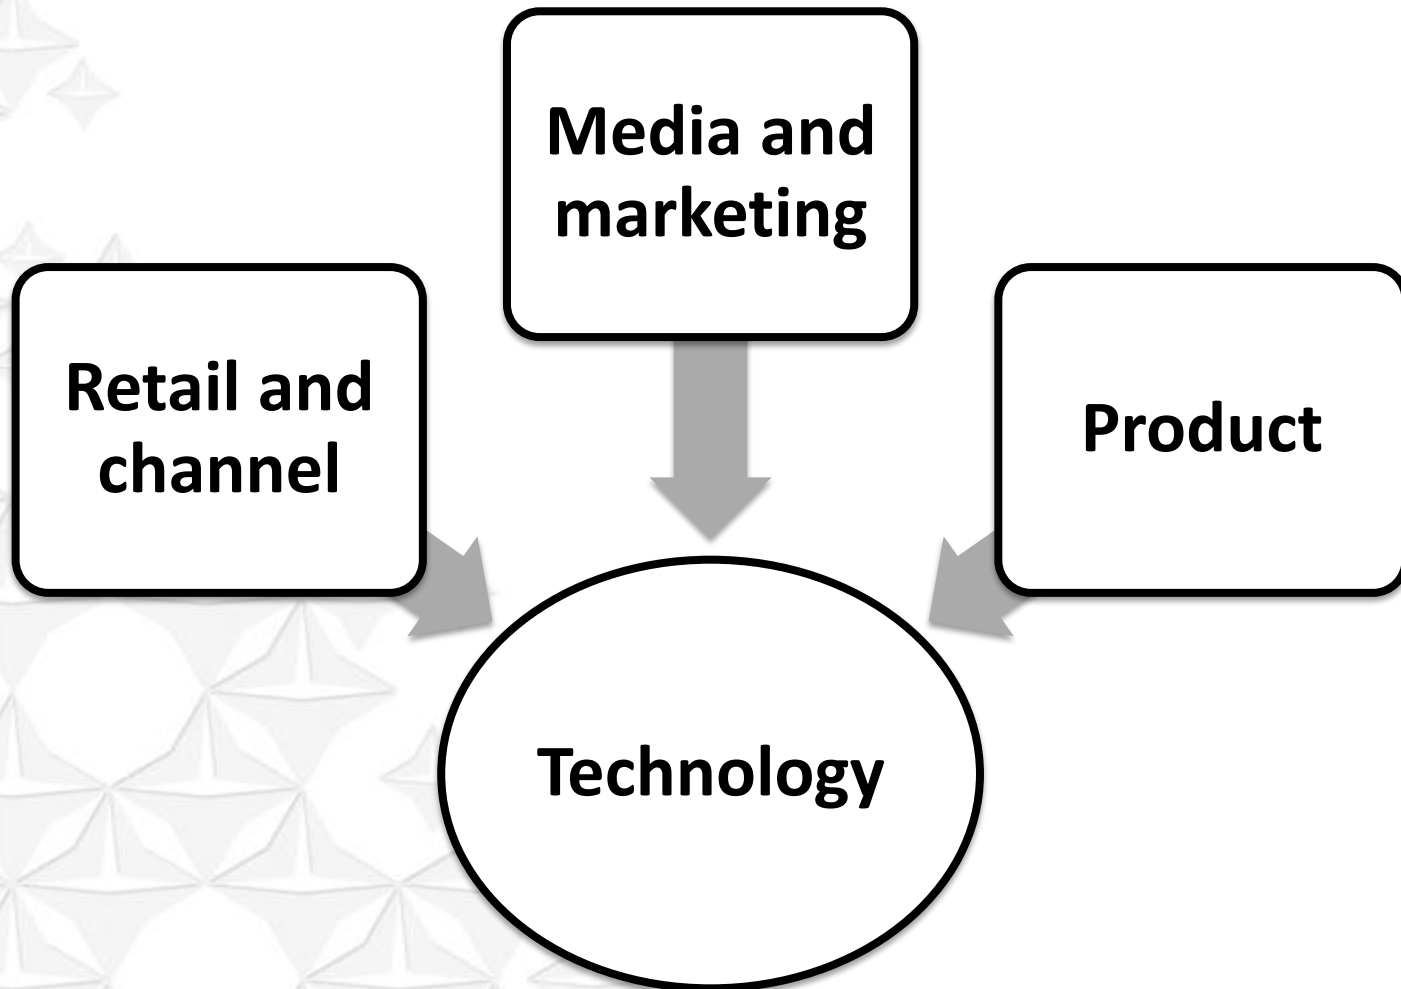 Media and
marketing
Retail and
channel
Product
Technology